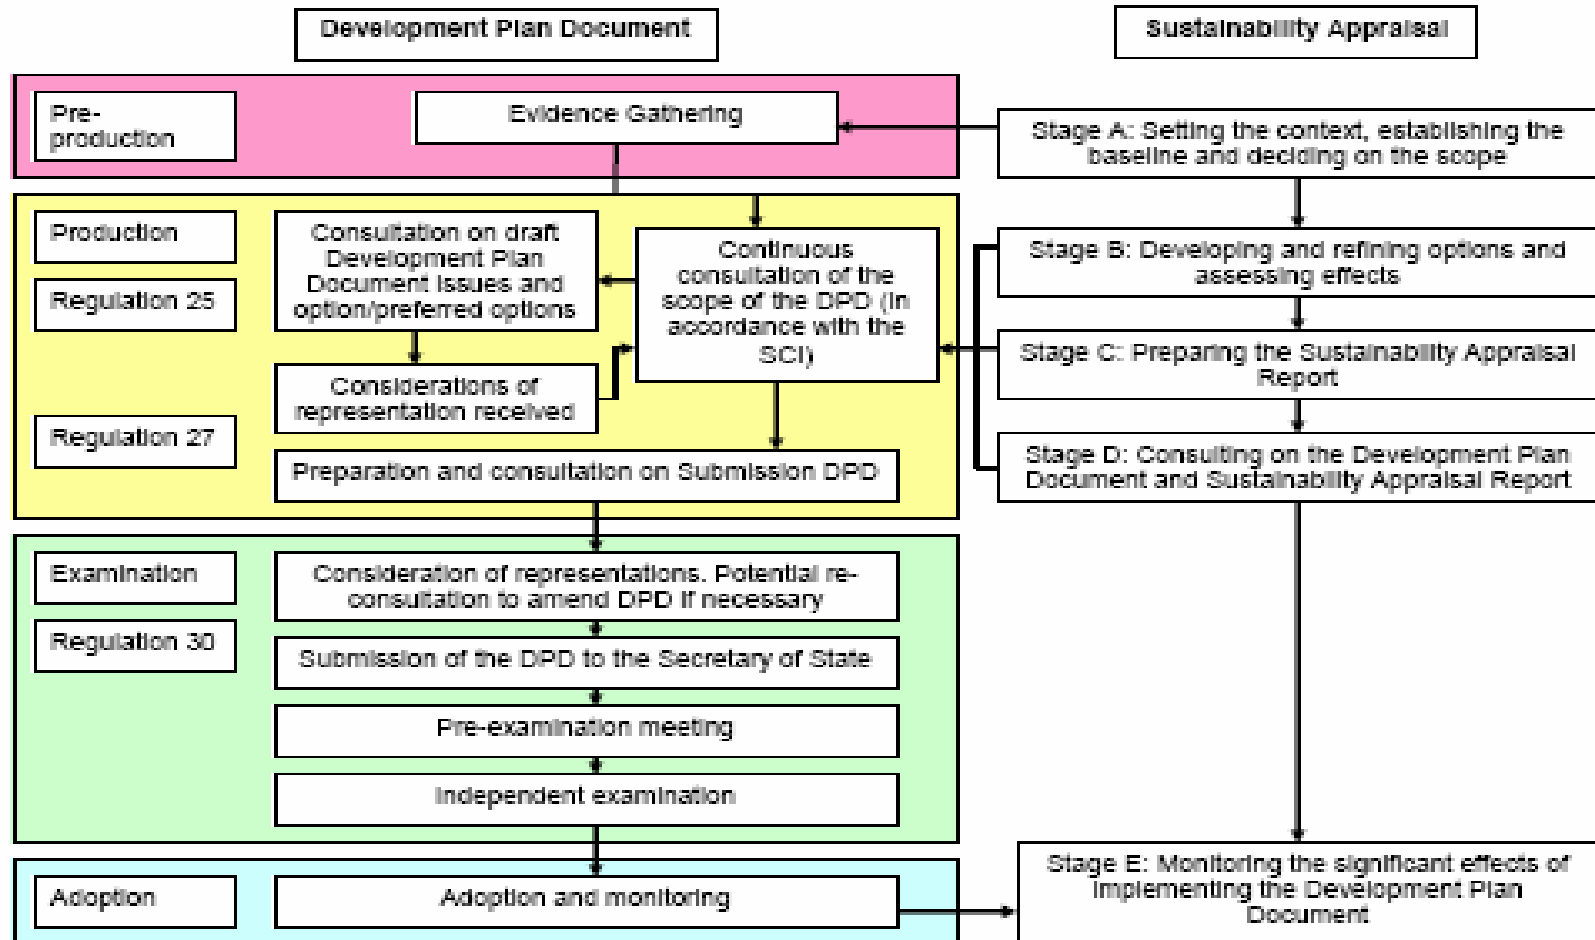 Development Plan Document
Sustainability Appraisal
Pre-
production
Evidence Gathering
Stage A: Setting the context, establishing the
baseline and deciding on the scope
Production
Regulation 25
Regulation 27
Consultation on draft
Development Plan
Document issues and
option/preferred options
Continuous
consultation of the
scope of the DPD (in
accordance with the
SCI)
Considerations of
representation received
Preparation and consultation on Submission DPD
Stage B: Developing and refining options and
assessing effects
Stage C: Preparing the Sustainability Appraisal
Report
Stage D: Consulting on the Development Plan
Document and Sustainability Appraisal Report
Examination
Regulation 30
Consideration of representations. Potential re-
consultation to amend DPD if necessary
Submission of the DPD to the Secretary of State
Pre-examination meeting
Independent examination
Adoption
Adoption and monitoring
Stage E: Monitoring the significant effects of
implementing the Development Plan
Document